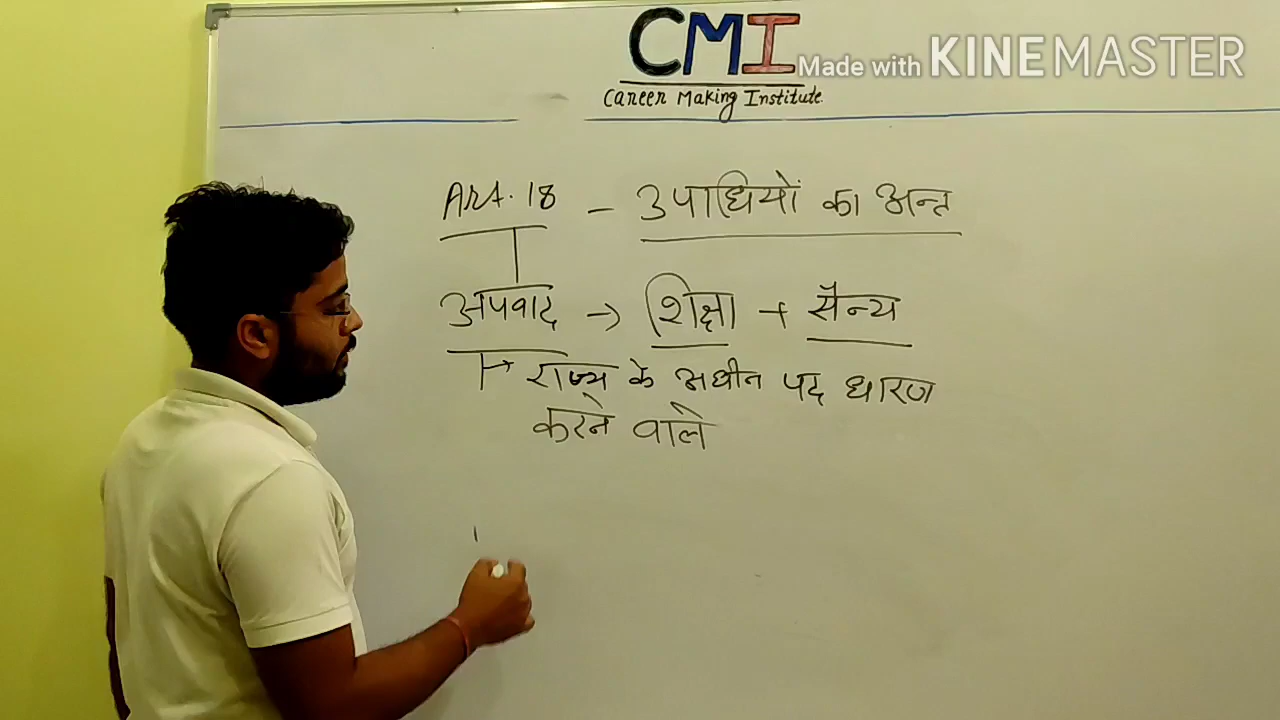 CMI
Made with KINEMASTER
Career Making Institute
Art. 18 - उपाधियों का अन्त
अपवाद → शिक्षा + सैन्य
→ राज्य के अधीन पद धारण
करने वाले